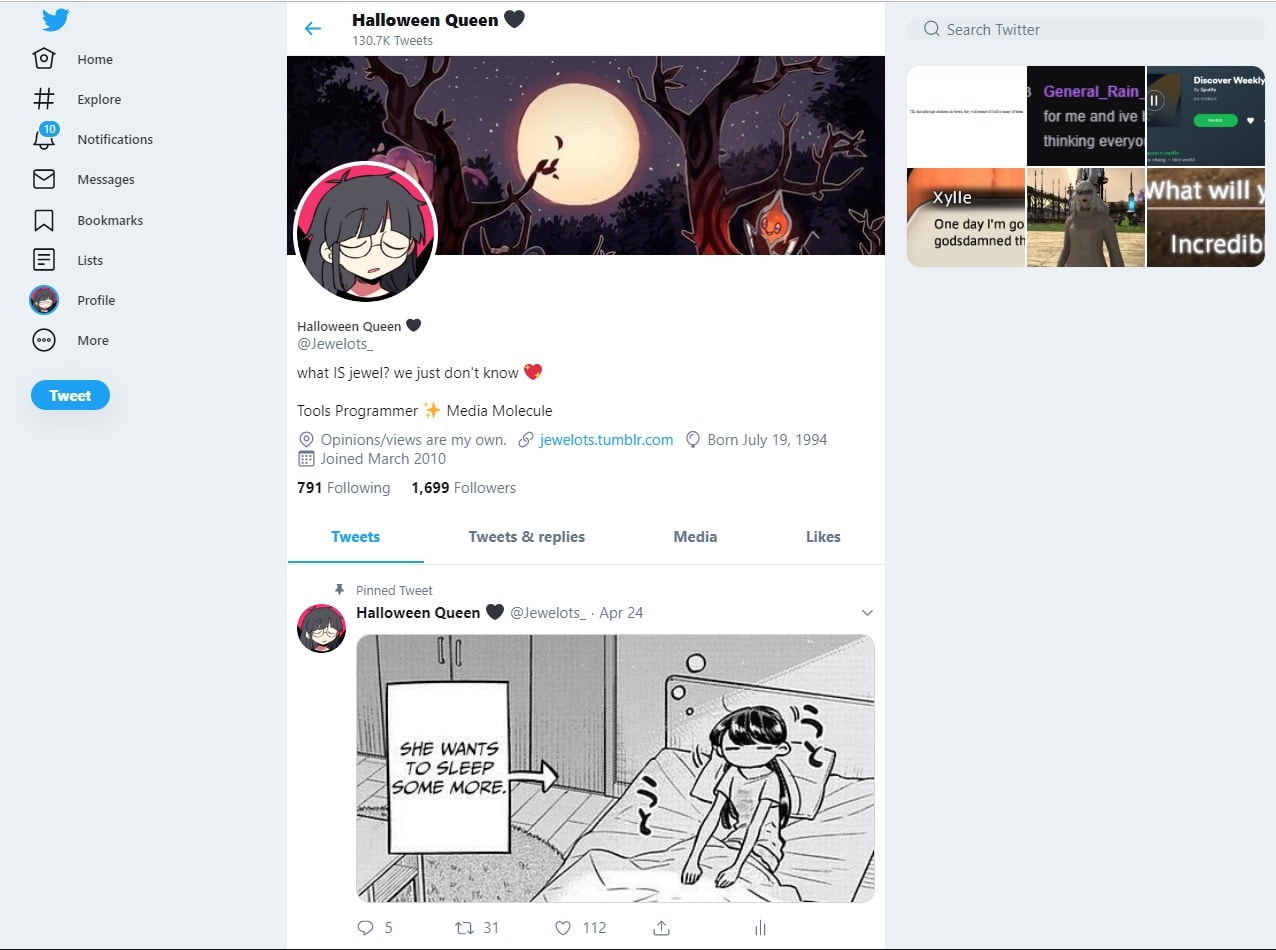 Home
Explore
10
Notifications
Messages
Bookmarks
Lists
Profile
More
Tweet
Halloween Queen 🖤
130.7K Tweets
Halloween Queen 🖤
@Jewelots_
what IS jewel? we just don't know 💖
Tools Programmer ✨ Media Molecule
Opinions/views are my own. jewelots.tumblr.com Born July 19, 1994
Joined March 2010
791 Following 1,699 Followers
Tweets Tweets & replies Media Likes
Pinned Tweet
Halloween Queen 🖤 @Jewelots_ · Apr 24
SHE WANTS
TO SLEEP
SOME MORE.
5 31 112
Search Twitter
General_Rain_
for me and ive
thinking everyo
Discover Weekly
By Spotify
PAUSE
Xylle
One day I'm go
godsdamned th
What will y
Incredib